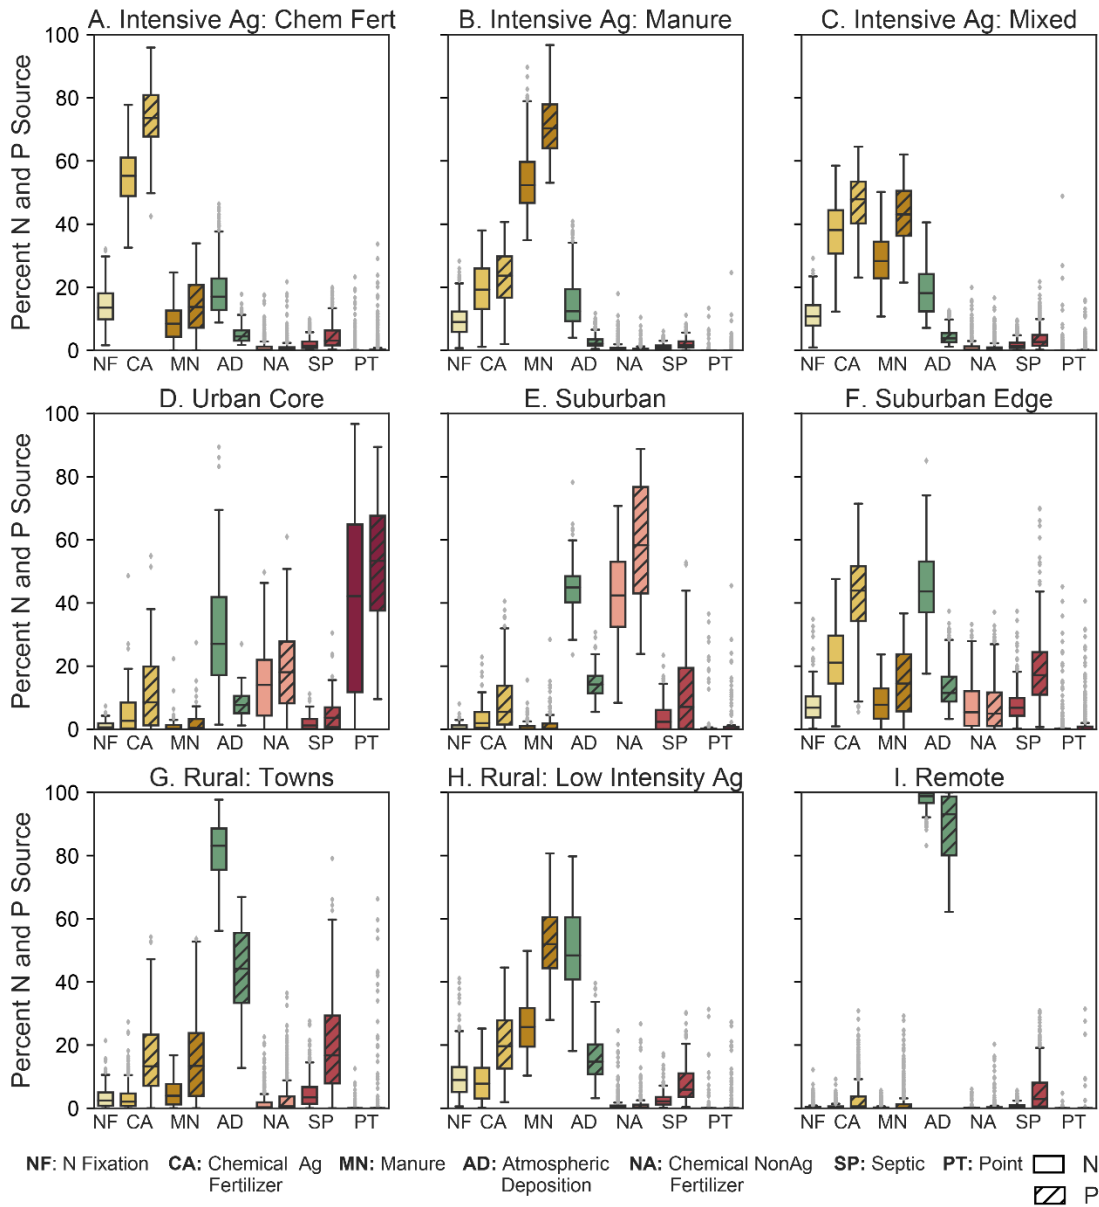 A. Intensive Ag: Chem Fert
B. Intensive Ag: Manure
C. Intensive Ag: Mixed
Percent N and P Source
100
80
60
40
20
0
NF CA MN AD NA SP PT
NF CA MN AD NA SP PT
NF CA MN AD NA SP PT
D. Urban Core
E. Suburban
F. Suburban Edge
Percent N and P Source
100
80
60
40
20
0
NF CA MN AD NA SP PT
NF CA MN AD NA SP PT
NF CA MN AD NA SP PT
G. Rural: Towns
H. Rural: Low Intensity Ag
I. Remote
Percent N and P Source
100
80
60
40
20
0
NF CA MN AD NA SP PT
NF CA MN AD NA SP PT
NF CA MN AD NA SP PT
NF: N Fixation
CA: Chemical Ag
Fertilizer
MN: Manure
AD: Atmospheric
Deposition
NA: Chemical NonAg
Fertilizer
SP: Septic
PT: Point
N
P